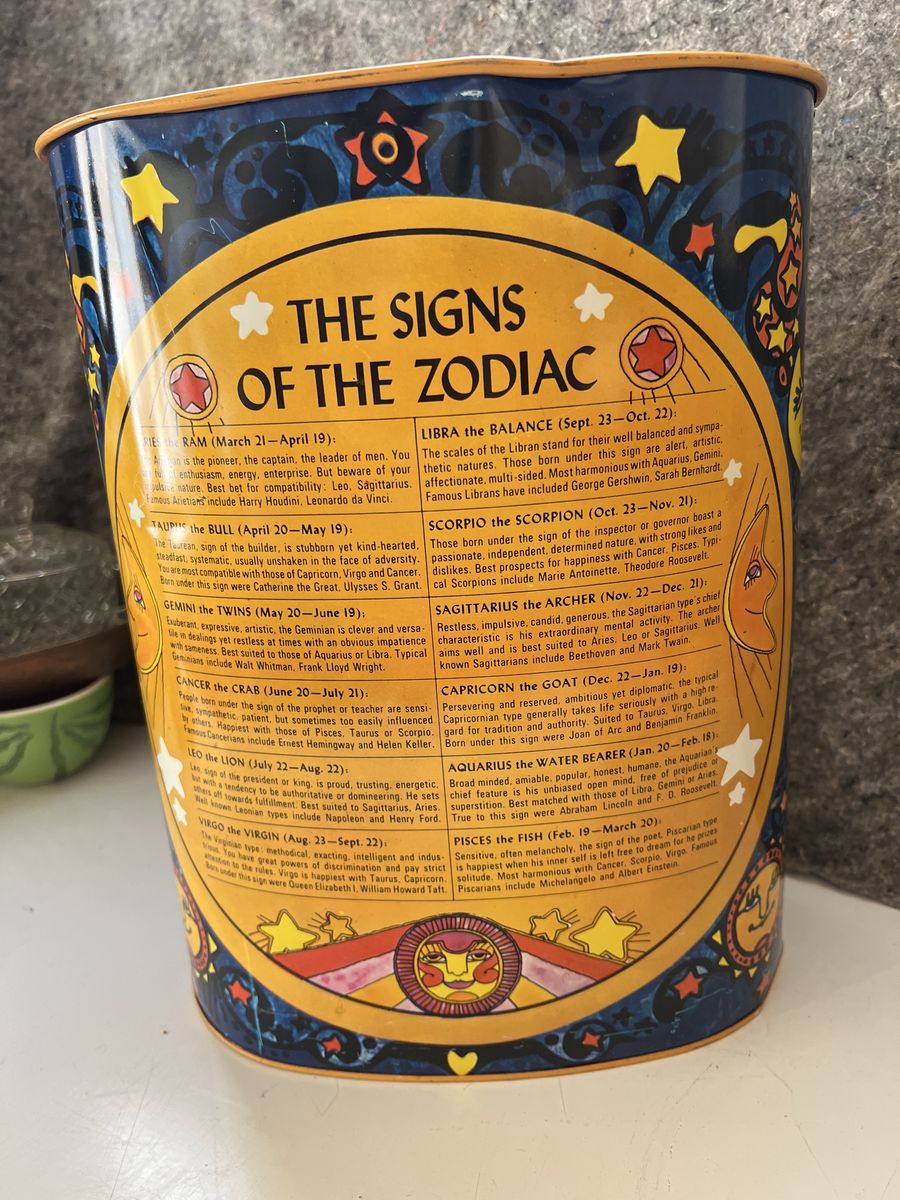 THE SIGNS
OF THE ZODIAC
RIES the RAM (March 21—April 19):
is the pioneer, the captain, the leader of men. You
enthusiasm, energy, enterprise. But beware of your
nature. Best bet for compatibility: Leo, Sagittarius.
Famous Arietians include Harry Houdini, Leonardo da Vinci.
TAURUS the BULL (April 20—May 19):
The Taurean, sign of the builder, is stubborn yet kind-hearted,
steadfast, systematic, usually unshaken in the face of adversity.
You are most compatible with those of Capricorn, Virgo and Cancer.
Born under this sign were Catherine the Great, Ulysses S. Grant.
GEMINI the TWINS (May 20—June 19):
Exuberant, expressive, artistic, the Geminian is clever and versa-
tile in dealings yet restless at times with an obvious impatience
with sameness. Best suited to those of Aquarius or Libra. Typical
Geminians include Walt Whitman, Frank Lloyd Wright.
CANCER the CRAB (June 20—July 21):
People born under the sign of the prophet or teacher are sensi-
tive, sympathetic, patient, but sometimes too easily influenced
by others. Happiest with those of Pisces, Taurus or Scorpio.
Famous Cancerians include Ernest Hemingway and Helen Keller.
LEO the LION (July 22—Aug. 22):
Leo, sign of the president or king, is proud, trusting, energetic,
but with a tendency to be authoritative or domineering. He sets
others off towards fulfillment. Best suited to Sagittarius, Aries.
Well known Leonian types include Napoleon and Henry Ford.
VIRGO the VIRGIN (Aug. 23—Sept. 22):
The Virginian type: methodical, exacting, intelligent and indus-
trious. You have great powers of discrimination and pay strict
attention to the rules. Virgo is happiest with Taurus, Capricorn.
Born under this sign were Queen Elizabeth I, William Howard Taft.
LIBRA the BALANCE (Sept. 23—Oct. 22):
The scales of the Libran stand for their well balanced and sympa-
thetic natures. Those born under this sign are alert, artistic,
affectionate, multi-sided. Most harmonious with Aquarius, Gemini.
Famous Librans have included George Gershwin, Sarah Bernhardt.
SCORPIO the SCORPION (Oct. 23—Nov. 21):
Those born under the sign of the inspector or governor boast a
passionate, independent, determined nature, with strong likes and
dislikes. Best prospects for happiness with Cancer, Pisces. Typi-
cal Scorpions include Marie Antoinette, Theodore Roosevelt.
SAGITTARIUS the ARCHER (Nov. 22—Dec. 21):
Restless, impulsive, candid, generous, the Sagittarian type's chief
characteristic is his extraordinary mental activity. The archer
aims well and is best suited to Aries, Leo or Sagittarius. Well
known Sagittarians include Beethoven and Mark Twain.
CAPRICORN the GOAT (Dec. 22—Jan. 19):
Persevering and reserved, ambitious yet diplomatic, the typical
Capricornian type generally takes life seriously with a high re-
gard for tradition and authority. Suited to Taurus, Virgo, Libra.
Born under this sign were Joan of Arc and Benjamin Franklin.
AQUARIUS the WATER BEARER (Jan. 20—Feb. 18):
Broad minded, amiable, popular, honest, humane, the Aquarian's
chief feature is his unbiased open mind, free of prejudice or
superstition. Best matched with those of Libra, Gemini or Aries.
True to this sign were Abraham Lincoln and F. D. Roosevelt.
PISCES the FISH (Feb. 19—March 20):
Sensitive, often melancholy, the sign of the poet, Piscarian type
is happiest when his inner self is left free to dream for he prizes
solitude. Most harmonious with Cancer, Scorpio, Virgo. Famous
Piscarians include Michelangelo and Albert Einstein.